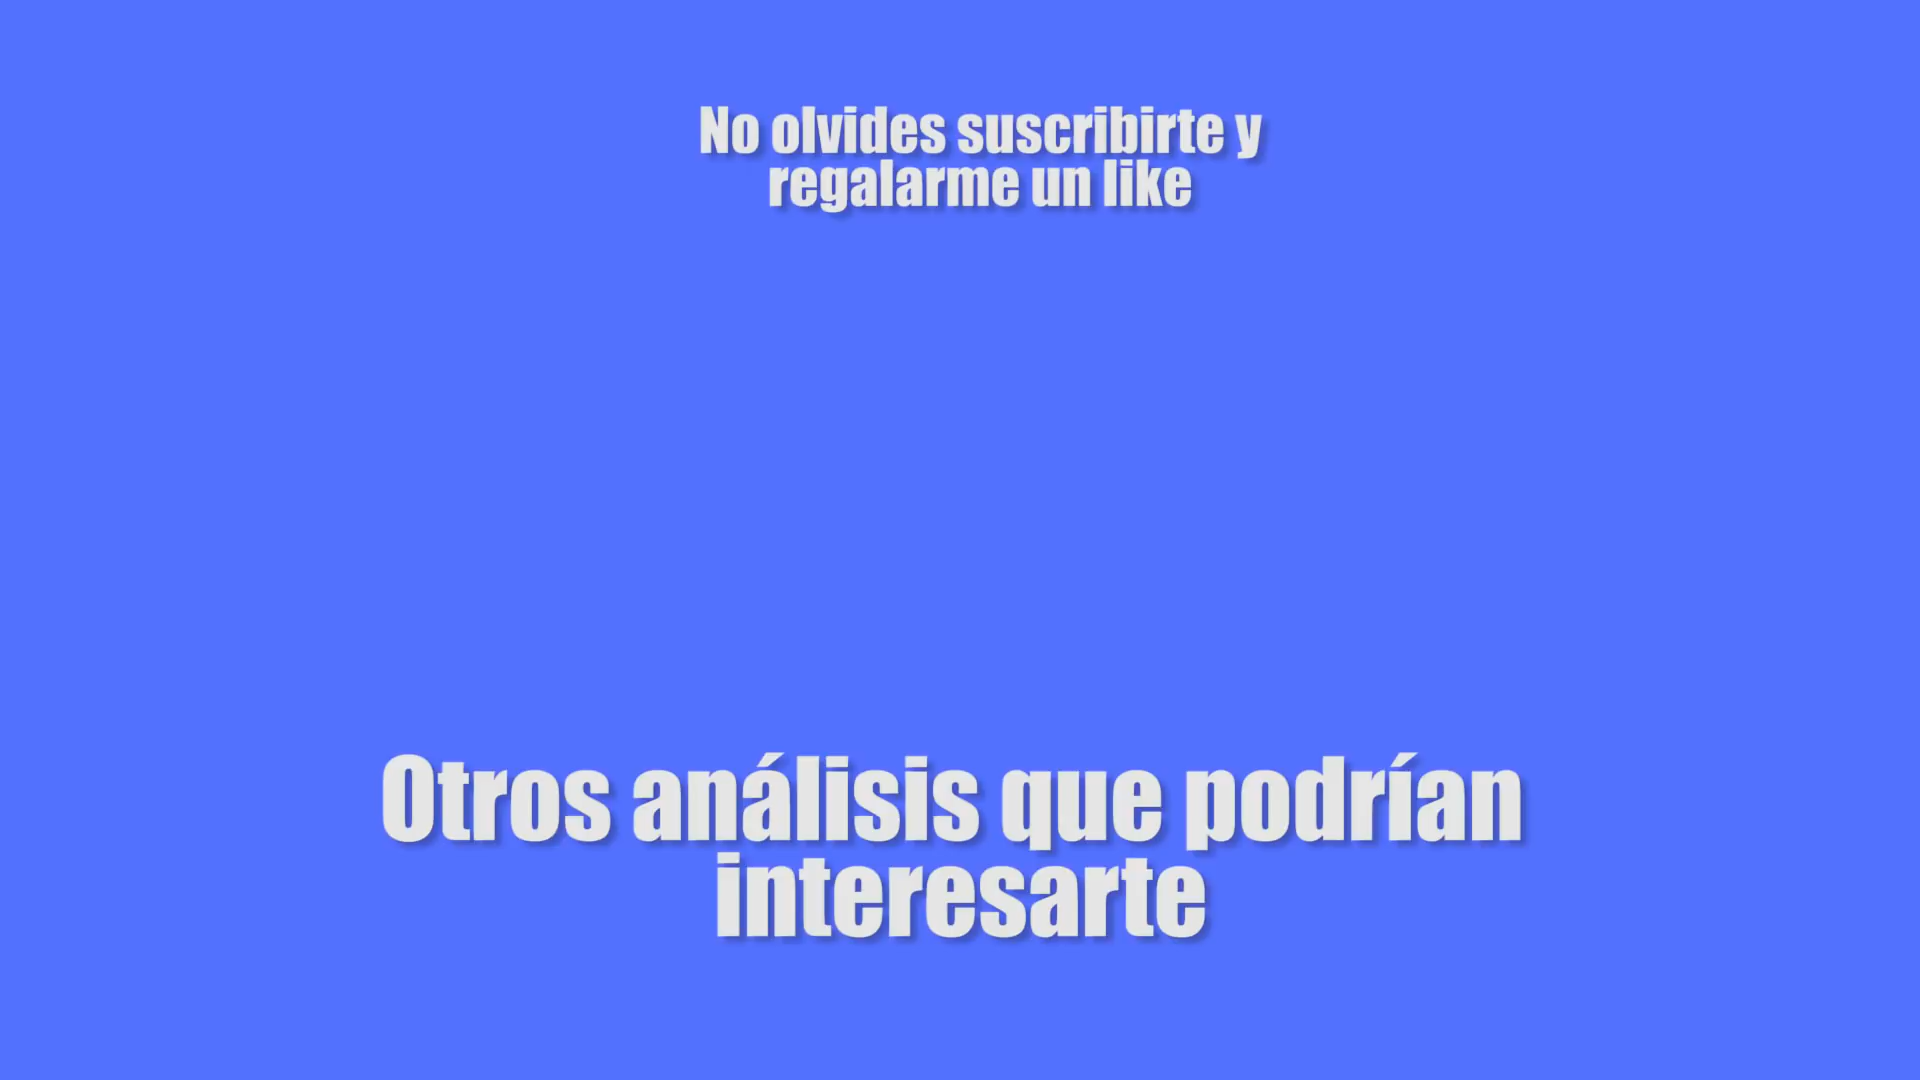 No olvides suscribirte y
regalarme un like
Otros análisis que podrían
interesarte